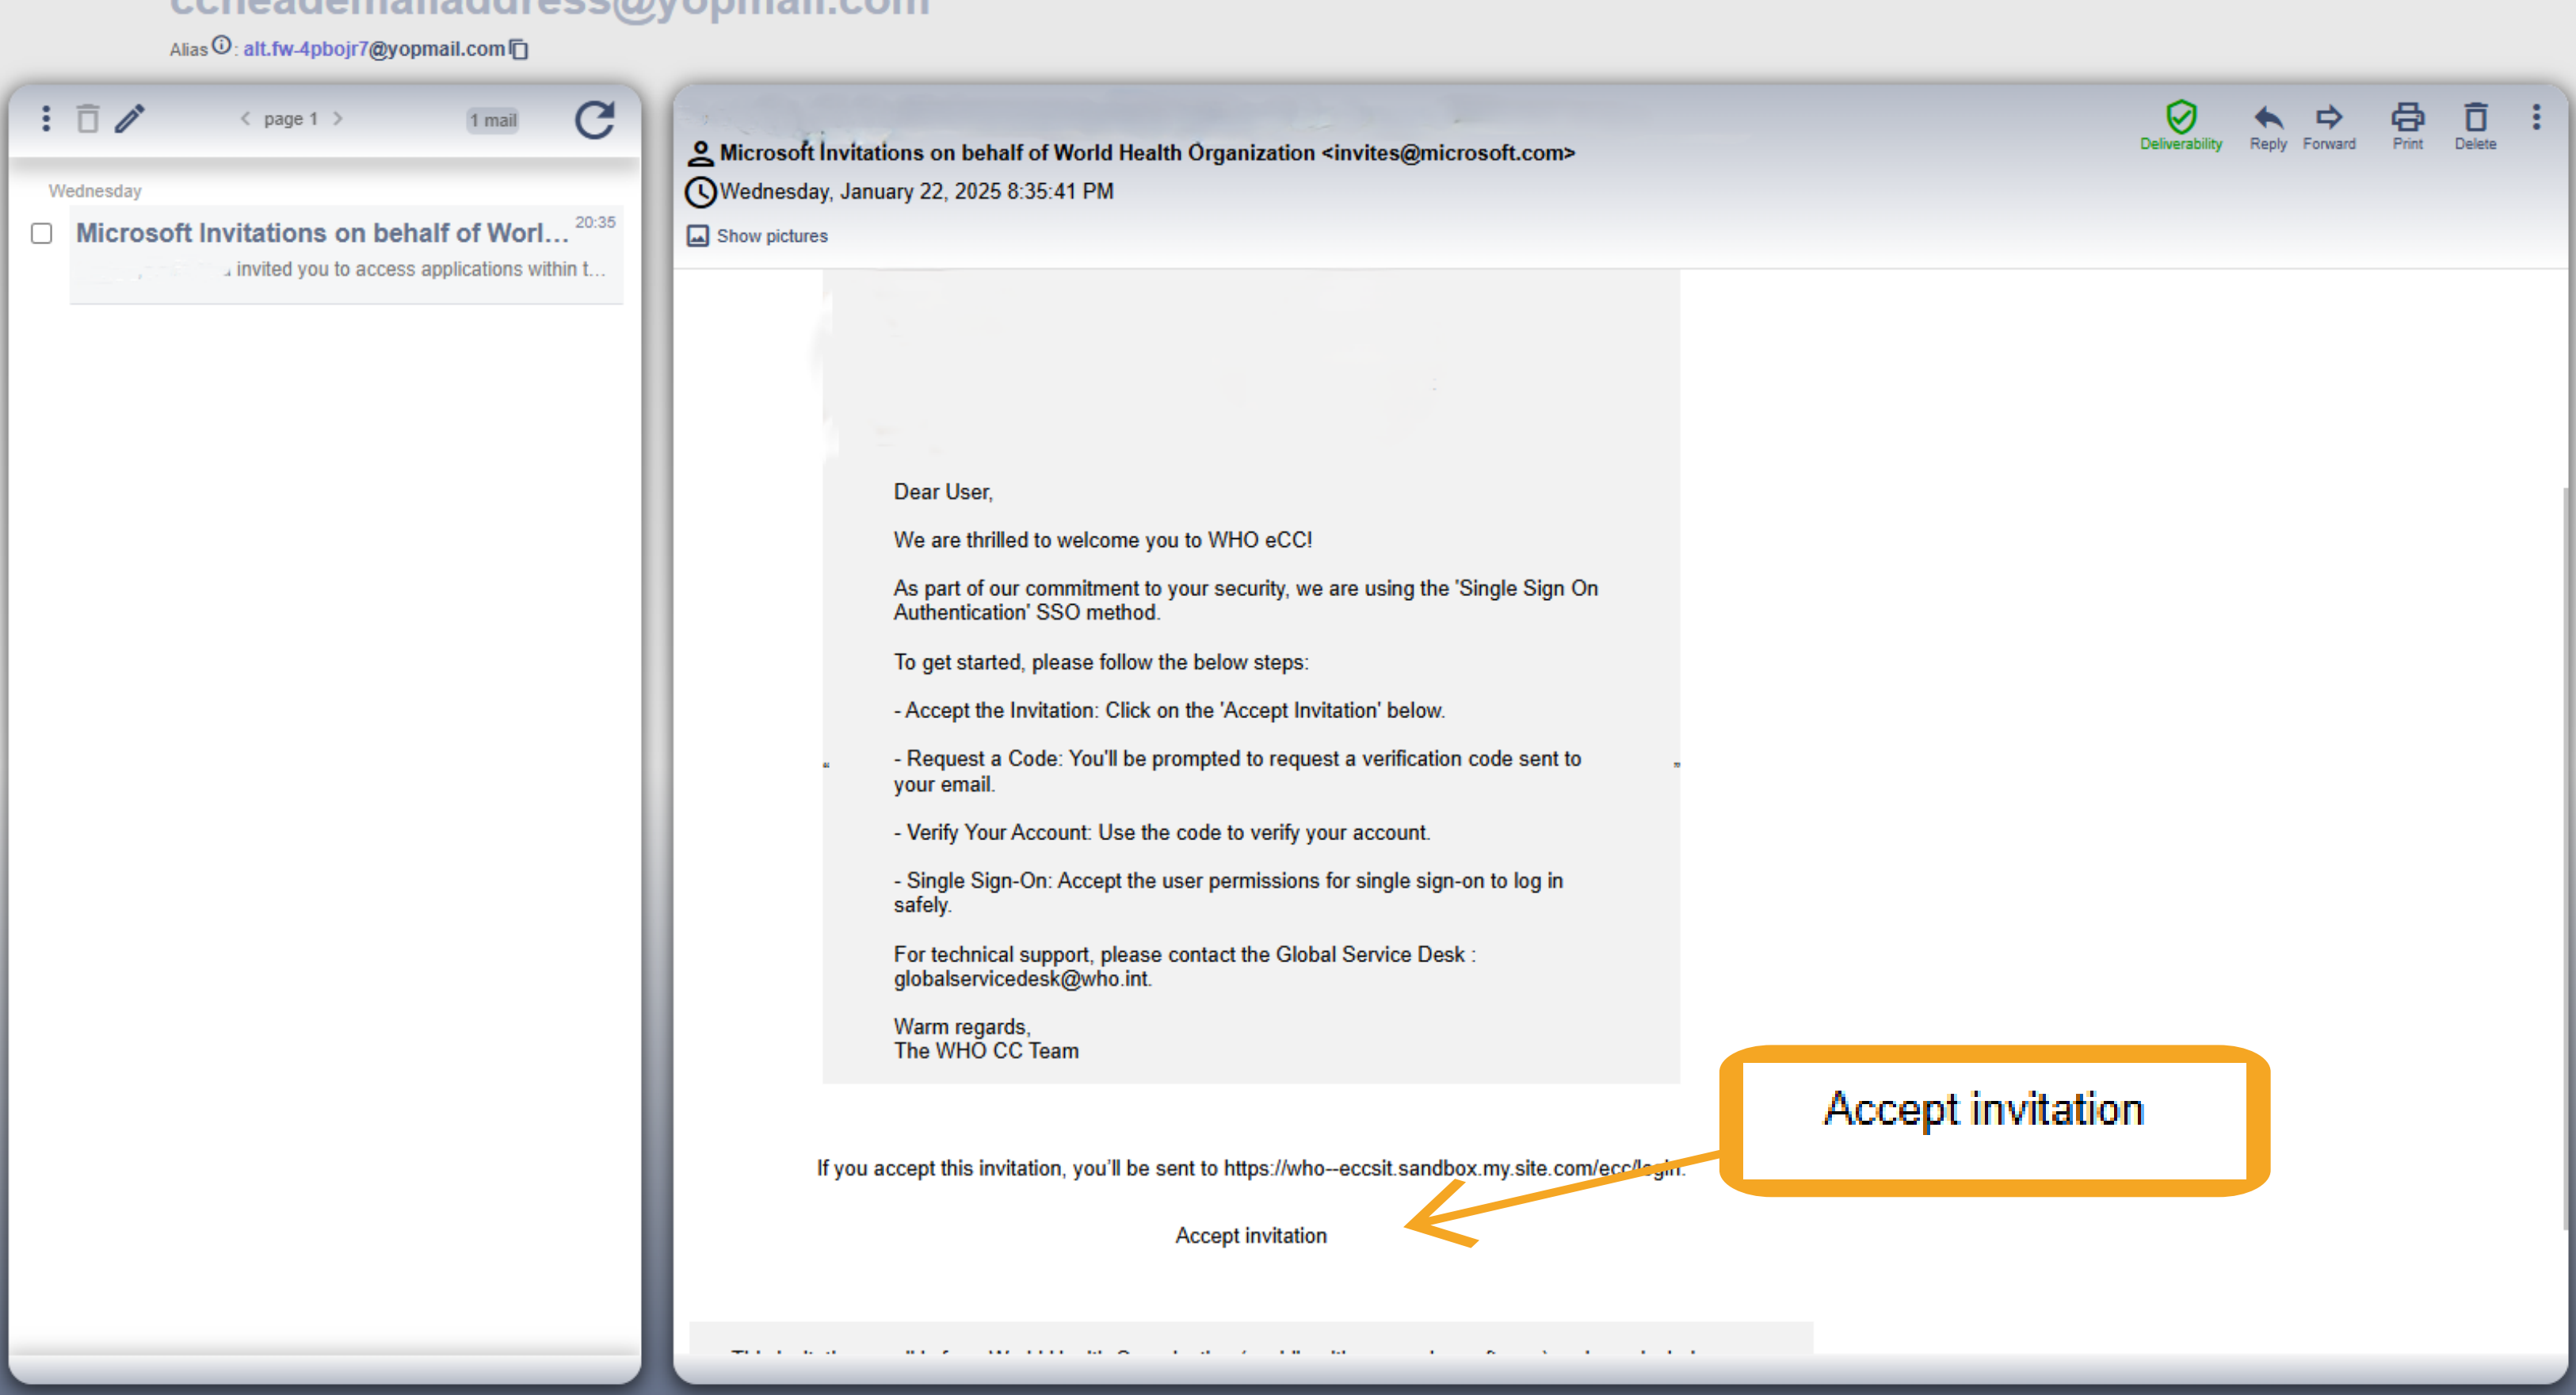 ccheademailaddress@yopmail.com
Alias : alt.fw-4pbojr7@yopmail.com
page 1
1 mail
Wednesday
Microsoft Invitations on behalf of Worl... 20:35
invited you to access applications within t...
Microsoft Invitations on behalf of World Health Organization <invites@microsoft.com>
Wednesday, January 22, 2025 8:35:41 PM
Show pictures
Deliverability
Reply
Forward
Print
Delete
Dear User,
We are thrilled to welcome you to WHO eCC!
As part of our commitment to your security, we are using the 'Single Sign On
Authentication' SSO method.
To get started, please follow the below steps:
- Accept the Invitation: Click on the 'Accept Invitation' below.
- Request a Code: You'll be prompted to request a verification code sent to
your email.
- Verify Your Account: Use the code to verify your account.
- Single Sign-On: Accept the user permissions for single sign-on to log in
safely.
For technical support, please contact the Global Service Desk :
globalservicedesk@who.int.
Warm regards,
The WHO CC Team
If you accept this invitation, you'll be sent to https://who--eccsit.sandbox.my.site.com/ecc/login.
Accept invitation
Accept invitation